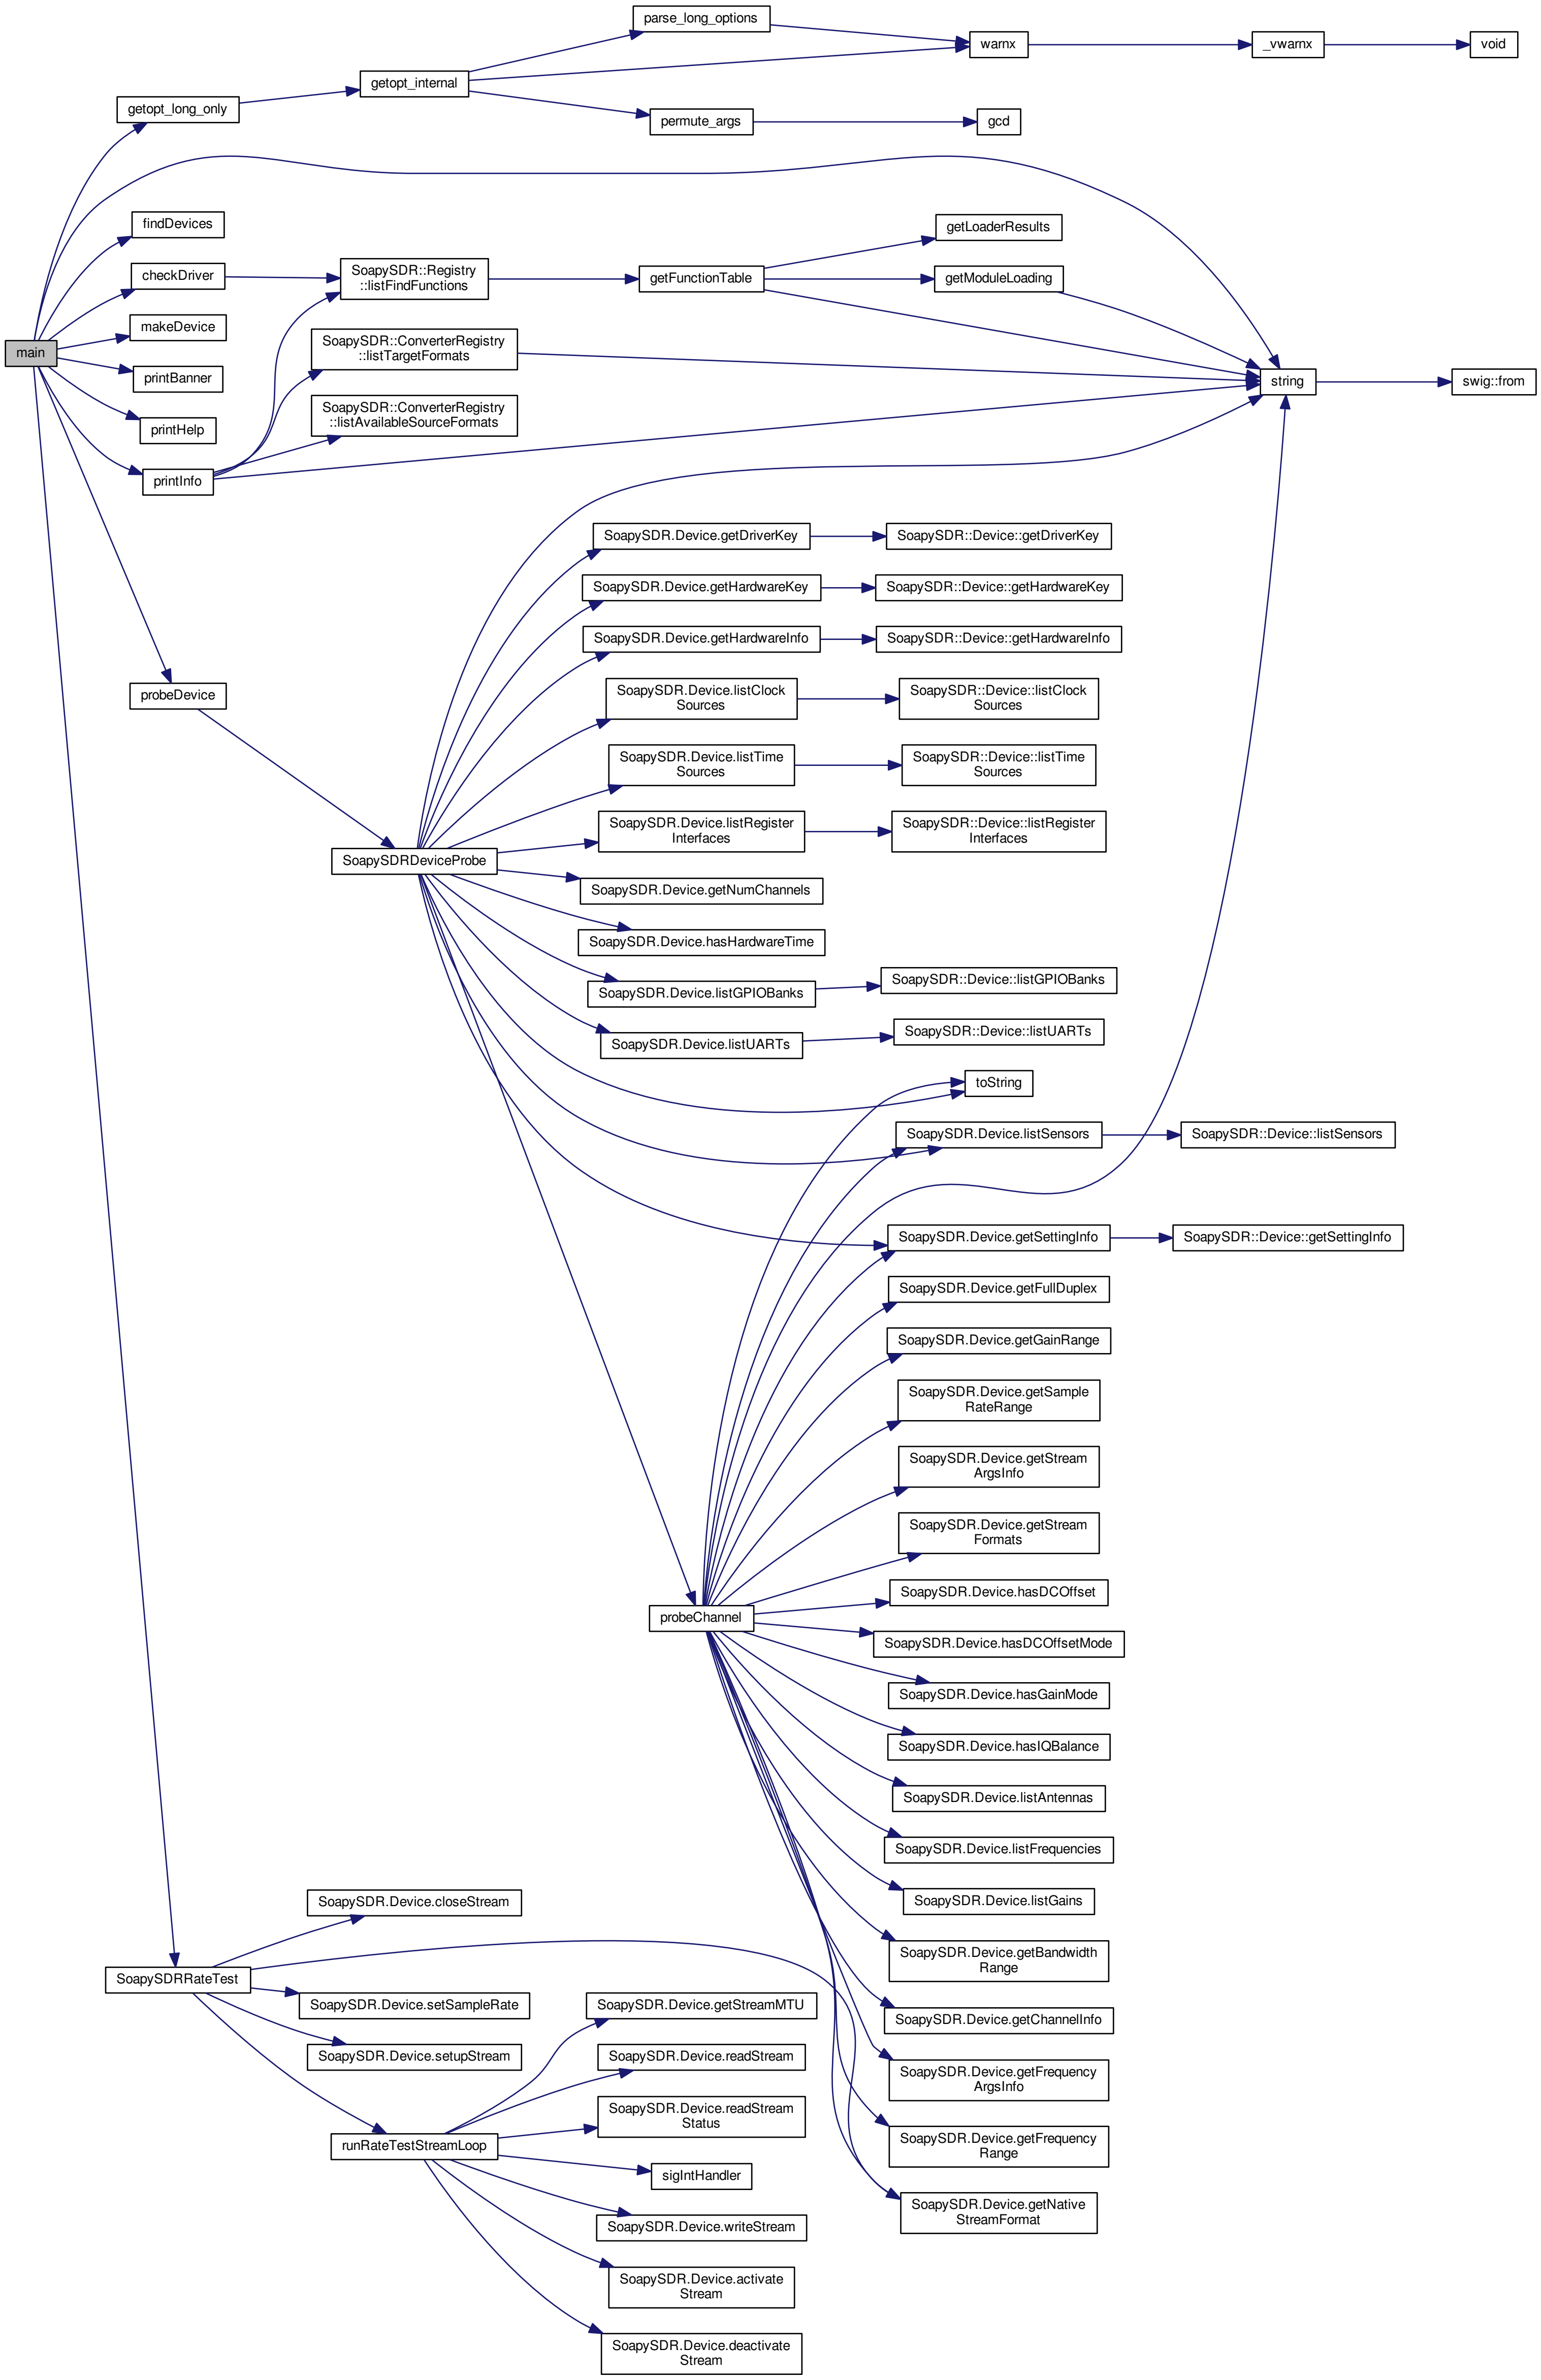 parse_long_options
warnx
_vwarnx
void
getopt_internal
getopt_long_only
permute_args
gcd
findDevices
getLoaderResults
checkDriver
SoapySDR::Registry
::listFindFunctions
getFunctionTable
getModuleLoading
makeDevice
main
SoapySDR::ConverterRegistry
::listTargetFormats
printBanner
string
swig::from
SoapySDR::ConverterRegistry
::listAvailableSourceFormats
printHelp
printInfo
SoapySDR.Device.getDriverKey
SoapySDR::Device::getDriverKey
SoapySDR.Device.getHardwareKey
SoapySDR::Device::getHardwareKey
SoapySDR.Device.getHardwareInfo
SoapySDR::Device::getHardwareInfo
probeDevice
SoapySDR.Device.listClock
Sources
SoapySDR::Device::listClock
Sources
SoapySDR.Device.listTime
Sources
SoapySDR::Device::listTime
Sources
SoapySDR.Device.listRegister
Interfaces
SoapySDR::Device::listRegister
Interfaces
SoapySDRDeviceProbe
SoapySDR.Device.getNumChannels
SoapySDR.Device.hasHardwareTime
SoapySDR.Device.listGPIOBanks
SoapySDR::Device::listGPIOBanks
SoapySDR.Device.listUARTs
SoapySDR::Device::listUARTs
toString
SoapySDR.Device.listSensors
SoapySDR::Device::listSensors
SoapySDR.Device.getSettingInfo
SoapySDR::Device::getSettingInfo
SoapySDR.Device.getFullDuplex
SoapySDR.Device.getGainRange
SoapySDR.Device.getSample
RateRange
SoapySDR.Device.getStream
ArgsInfo
SoapySDR.Device.getStream
Formats
SoapySDR.Device.hasDCOffset
probeChannel
SoapySDR.Device.hasDCOffsetMode
SoapySDR.Device.hasGainMode
SoapySDR.Device.hasIQBalance
SoapySDR.Device.listAntennas
SoapySDR.Device.listFrequencies
SoapySDR.Device.listGains
SoapySDR.Device.closeStream
SoapySDR.Device.getBandwidth
Range
SoapySDRRateTest
SoapySDR.Device.setSampleRate
SoapySDR.Device.getStreamMTU
SoapySDR.Device.getChannelInfo
SoapySDR.Device.setupStream
SoapySDR.Device.readStream
SoapySDR.Device.getFrequency
ArgsInfo
SoapySDR.Device.readStream
Status
runRateTestStreamLoop
SoapySDR.Device.getFrequency
Range
sigIntHandler
SoapySDR.Device.getNative
StreamFormat
SoapySDR.Device.writeStream
SoapySDR.Device.activate
Stream
SoapySDR.Device.deactivate
Stream